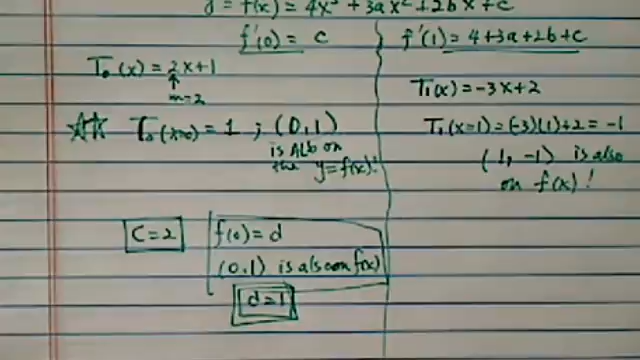 y = f'(x) = 4x³ + 3ax² + 2bx + c
f'(0) = c
f'(1) = 4+3a+2b+c
T₀(x) = 2x+1
m=2
T₁(x) = -3x+2
T₀(x=0) = 1 ; (0,1)
is also on
the y=f(x)!
T₁(x=1) = (-3)(1)+2 = -1
(1, -1) is also
on f(x)!
C=2
f(0) = d
(0,1) is also on f(x)
d=1